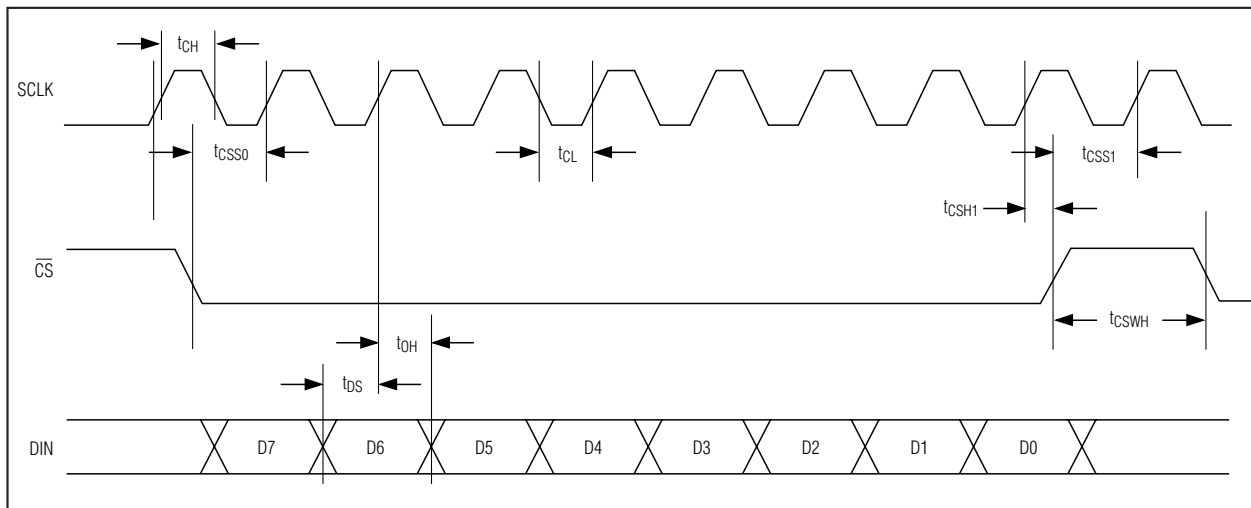 tCH
SCLK
tCSS0
tCL
tCSS1
tCSH1
CS
tCSWH
tOH
tDS
DIN
D7
D6
D5
D4
D3
D2
D1
D0